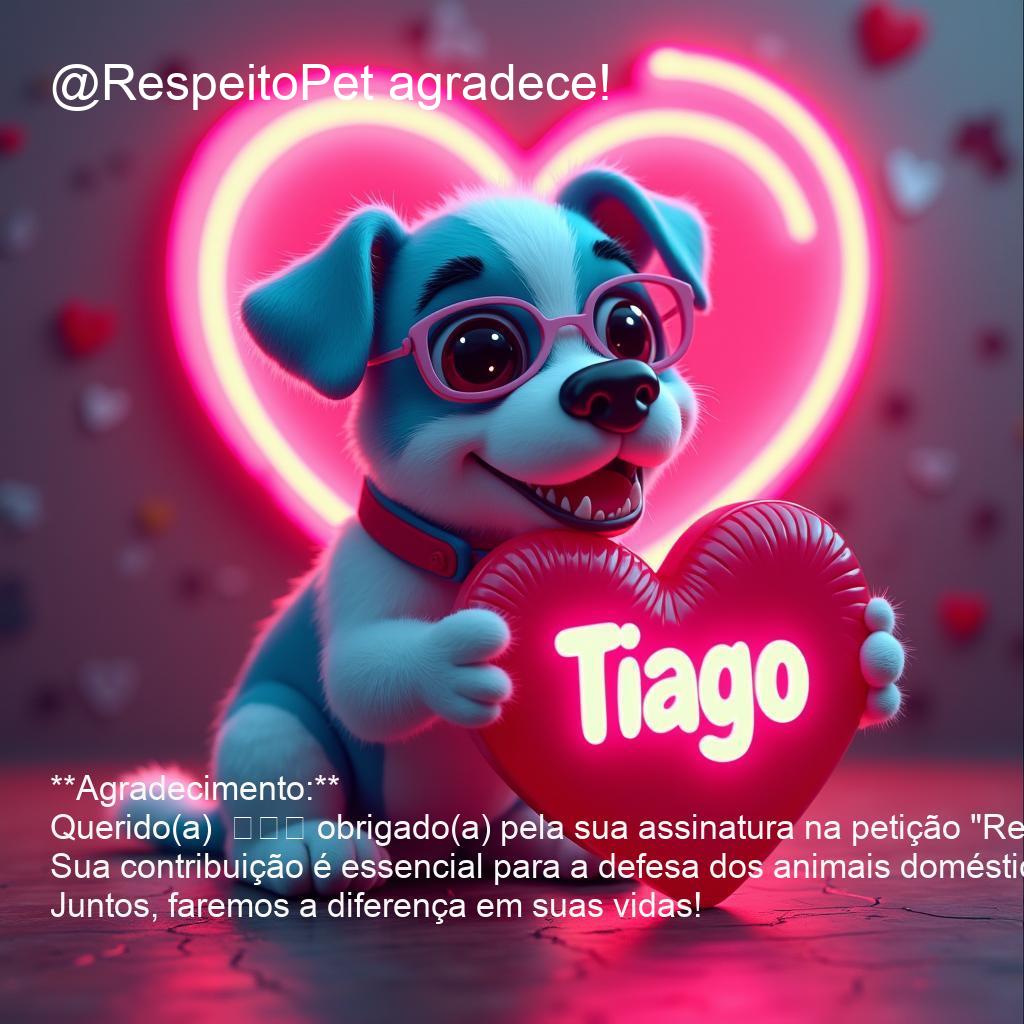 @RespeitoPet agradece!
Tiago
**Agradecimento:**
Querido(a) □□□ obrigado(a) pela sua assinatura na petição "Re
Sua contribuição é essencial para a defesa dos animais doméstic
Juntos, faremos a diferença em suas vidas!